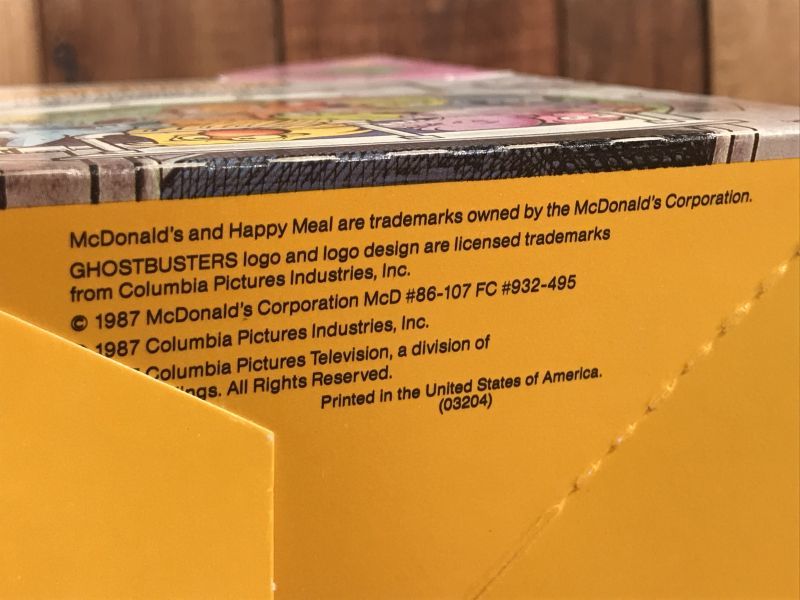 McDonald's and Happy Meal are trademarks owned by the McDonald's Corporation.
GHOSTBUSTERS logo and logo design are licensed trademarks
from Columbia Pictures Industries, Inc.
© 1987 McDonald's Corporation McD #86-107 FC #932-495
1987 Columbia Pictures Industries, Inc.
Columbia Pictures Television, a division of
All Rights Reserved.
Printed in the United States of America.
(03204)